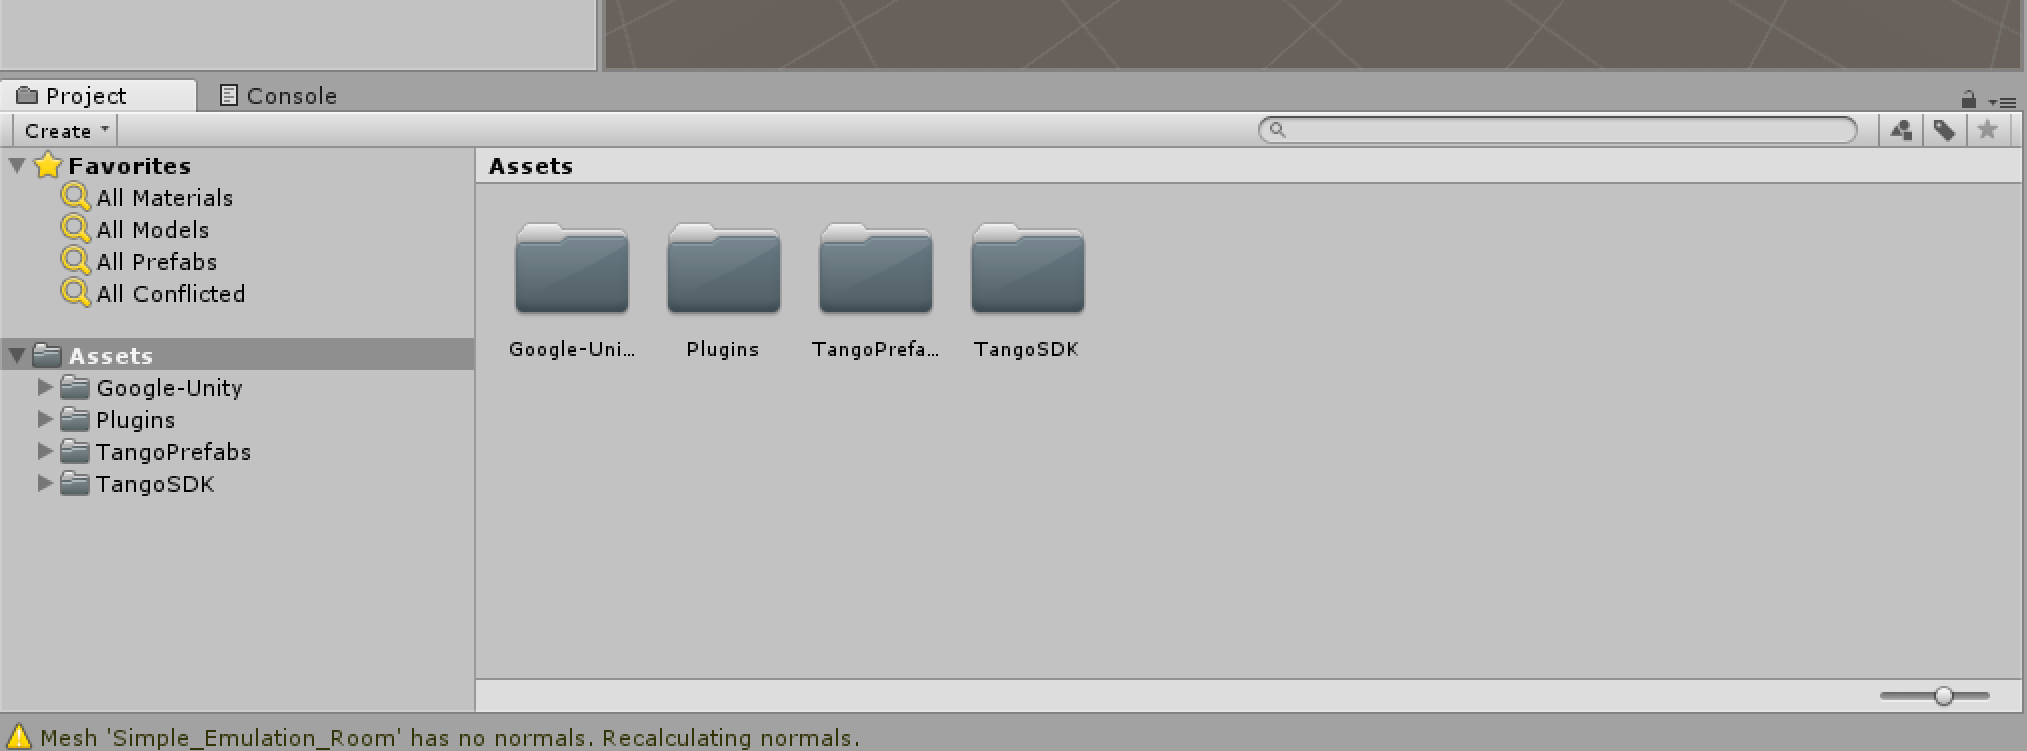 Project
Console
Create
Favorites
All Materials
All Models
All Prefabs
All Conflicted
Assets
Google-Unity
Plugins
TangoPrefabs
TangoSDK
Assets
Google-Uni...
Plugins
TangoPrefa...
TangoSDK
Mesh 'Simple_Emulation_Room' has no normals. Recalculating normals.